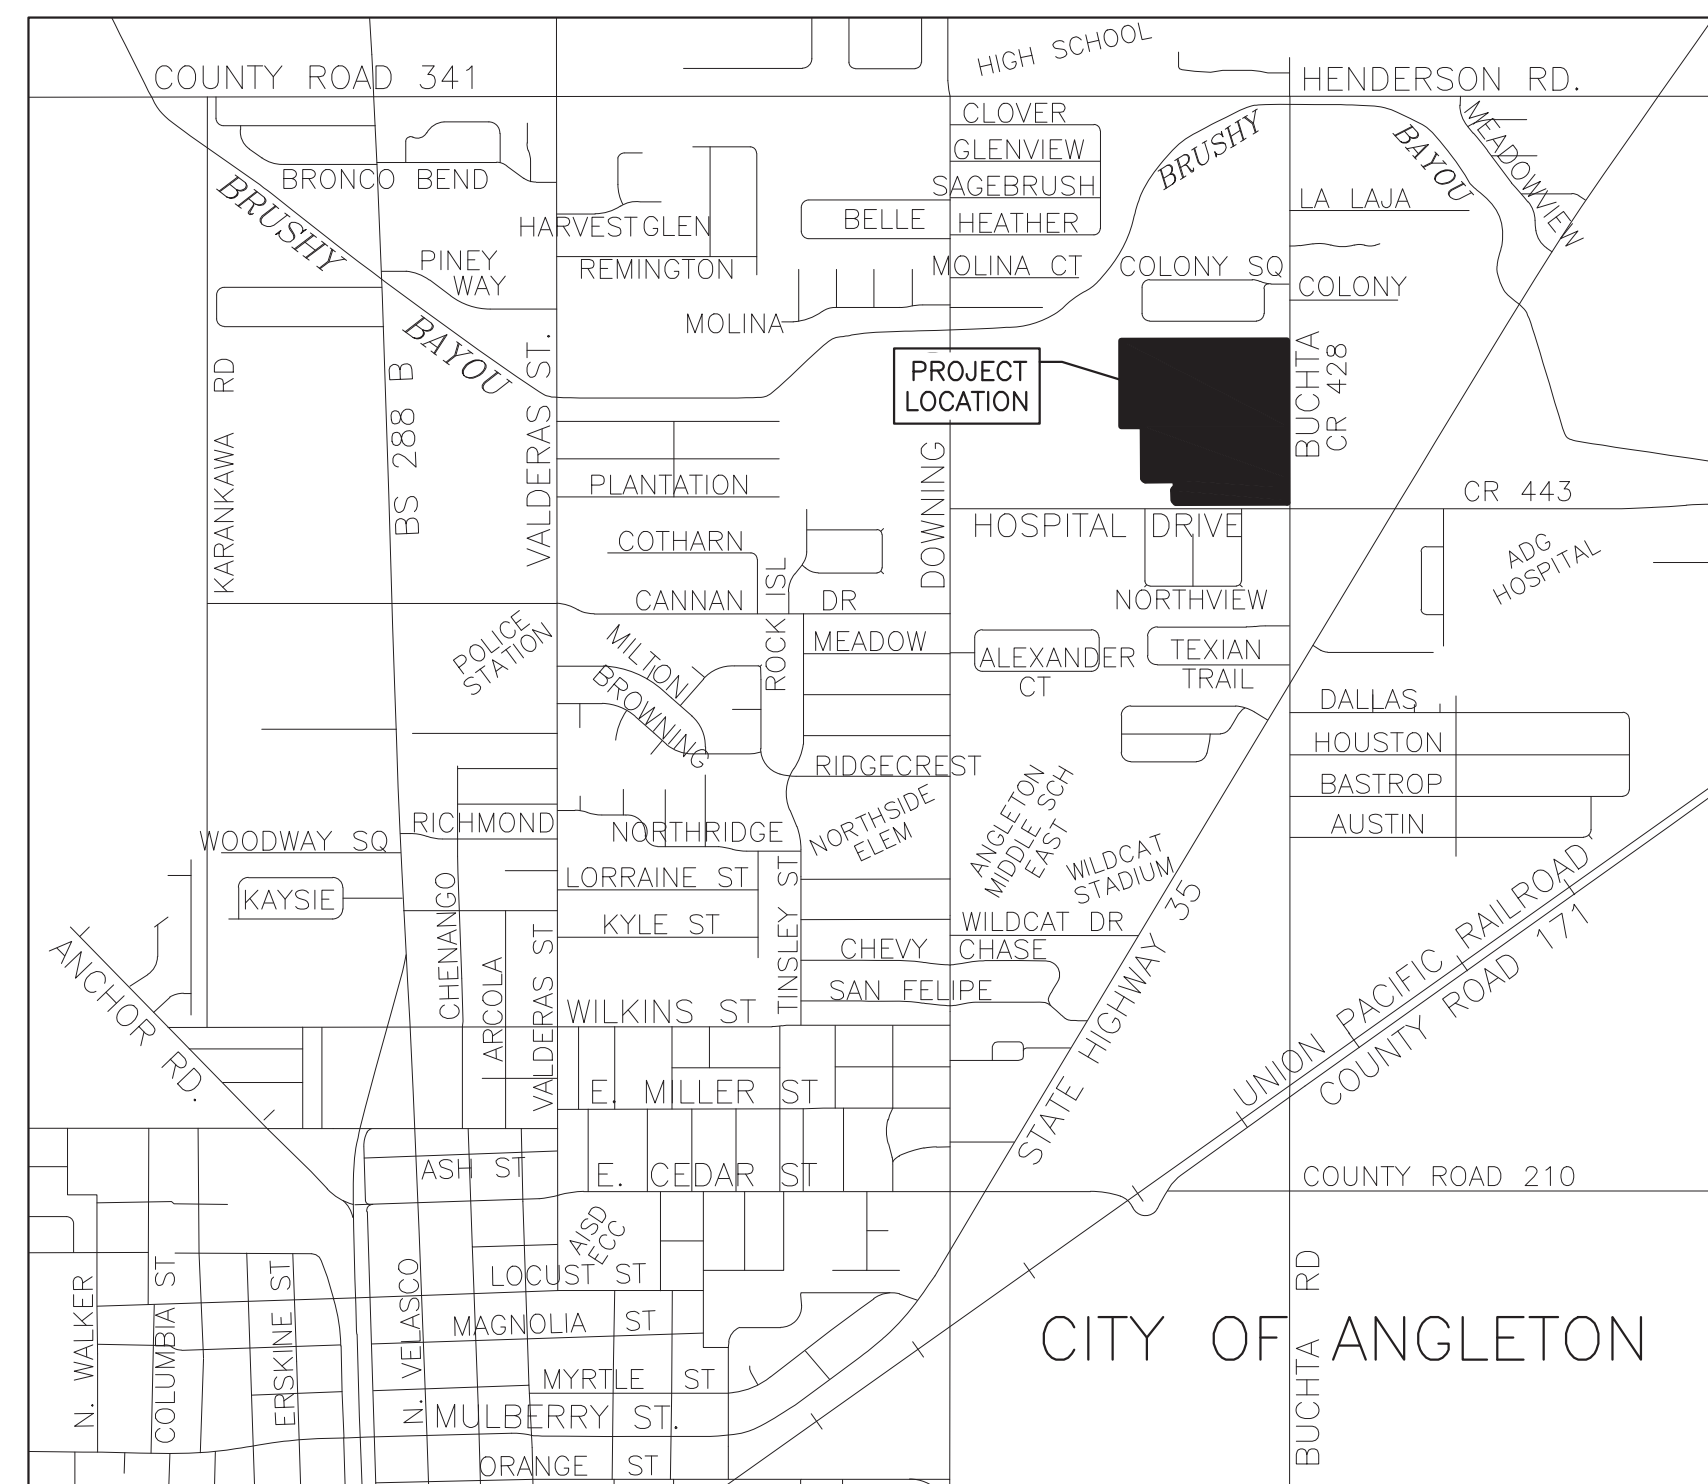 HIGH SCHOOL
COUNTY ROAD 341
HENDERSON RD.
CLOVER
GLENVIEW
SAGEBRUSH
HEATHER
BELLE
BRUSHY
BAYOU
MEADOWVIEW
LA LAJA
BRONCO BEND
BRUSHY
BAYOU
HARVEST GLEN
REMINGTON
PINEY
WAY
MOLINA CT
COLONY SQ
COLONY
MOLINA
PROJECT
LOCATION
BUCHTA
CR 428
KARANKAWA RD
BS 288 B
VALDERAS ST.
PLANTATION
DOWNING
CR 443
HOSPITAL DRIVE
COTHARN
ROCK ISL
CANNAN DR
NORTHVIEW
ADG
HOSPITAL
POLICE
STATION
MILTON
BROWNING
MEADOW
ALEXANDER
CT
TEXIAN
TRAIL
DALLAS
HOUSTON
BASTROP
AUSTIN
RIDGECREST
NORTHSIDE
ELEM
ANGLETON
MIDDLE SCH
EAST
WILDCAT
STADIUM
RICHMOND
NORTHRIDGE
WOODWAY SQ
KAYSIE
LORRAINE ST
KYLE ST
TINSLEY ST
WILDCAT DR
CHEVY CHASE
SAN FELIPE
CHENANGO
ARCOLA
VALDERAS ST
WILKINS ST
ANCHOR RD.
STATE HIGHWAY 35
UNION PACIFIC RAILROAD
COUNTY ROAD 171
E. MILLER ST
ASH ST
E. CEDAR ST
COUNTY ROAD 210
AISD
ECC
LOCUST ST
MAGNOLIA ST
MYRTLE ST
MULBERRY ST.
ORANGE ST
N. WALKER
COLUMBIA ST
ERSKINE ST
N. VELASCO
BUCHTA RD
CITY OF ANGLETON